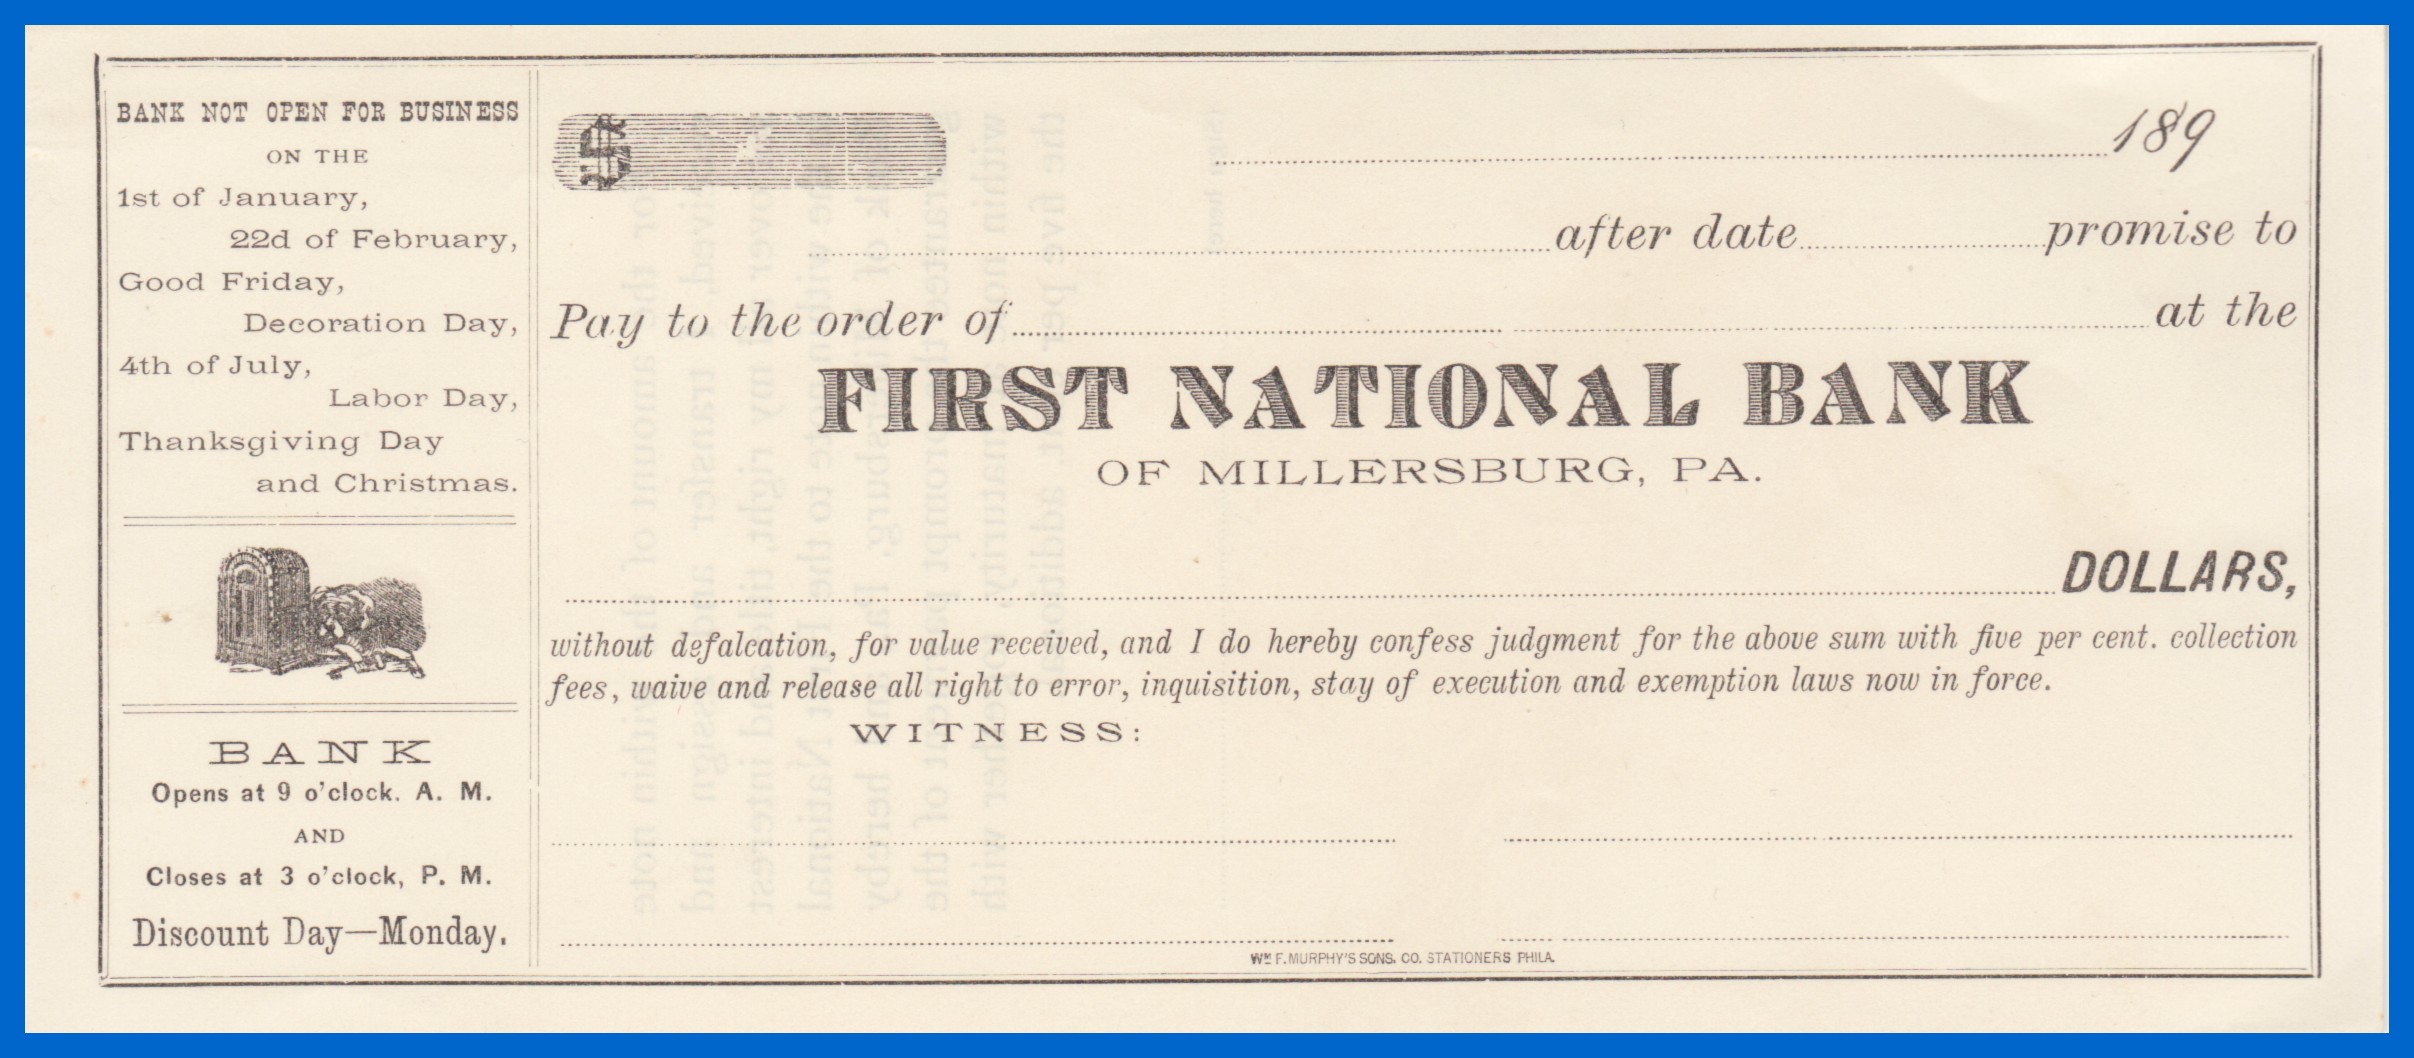 BANK NOT OPEN FOR BUSINESS
ON THE
1st of January,
22d of February,
Good Friday,
Decoration Day,
4th of July,
Labor Day,
Thanksgiving Day
and Christmas.
BANK
Opens at 9 o'clock. A. M.
AND
Closes at 3 o'clock, P. M.
Discount Day—Monday.
$
189
after date promise to
Pay to the order of at the
FIRST NATIONAL BANK
OF MILLERSBURG, PA.
DOLLARS,
without defalcation, for value received, and I do hereby confess judgment for the above sum with five per cent. collection
fees, waive and release all right to error, inquisition, stay of execution and exemption laws now in force.
WITNESS:
WM F. MURPHY'S SONS. CO. STATIONERS PHILA.